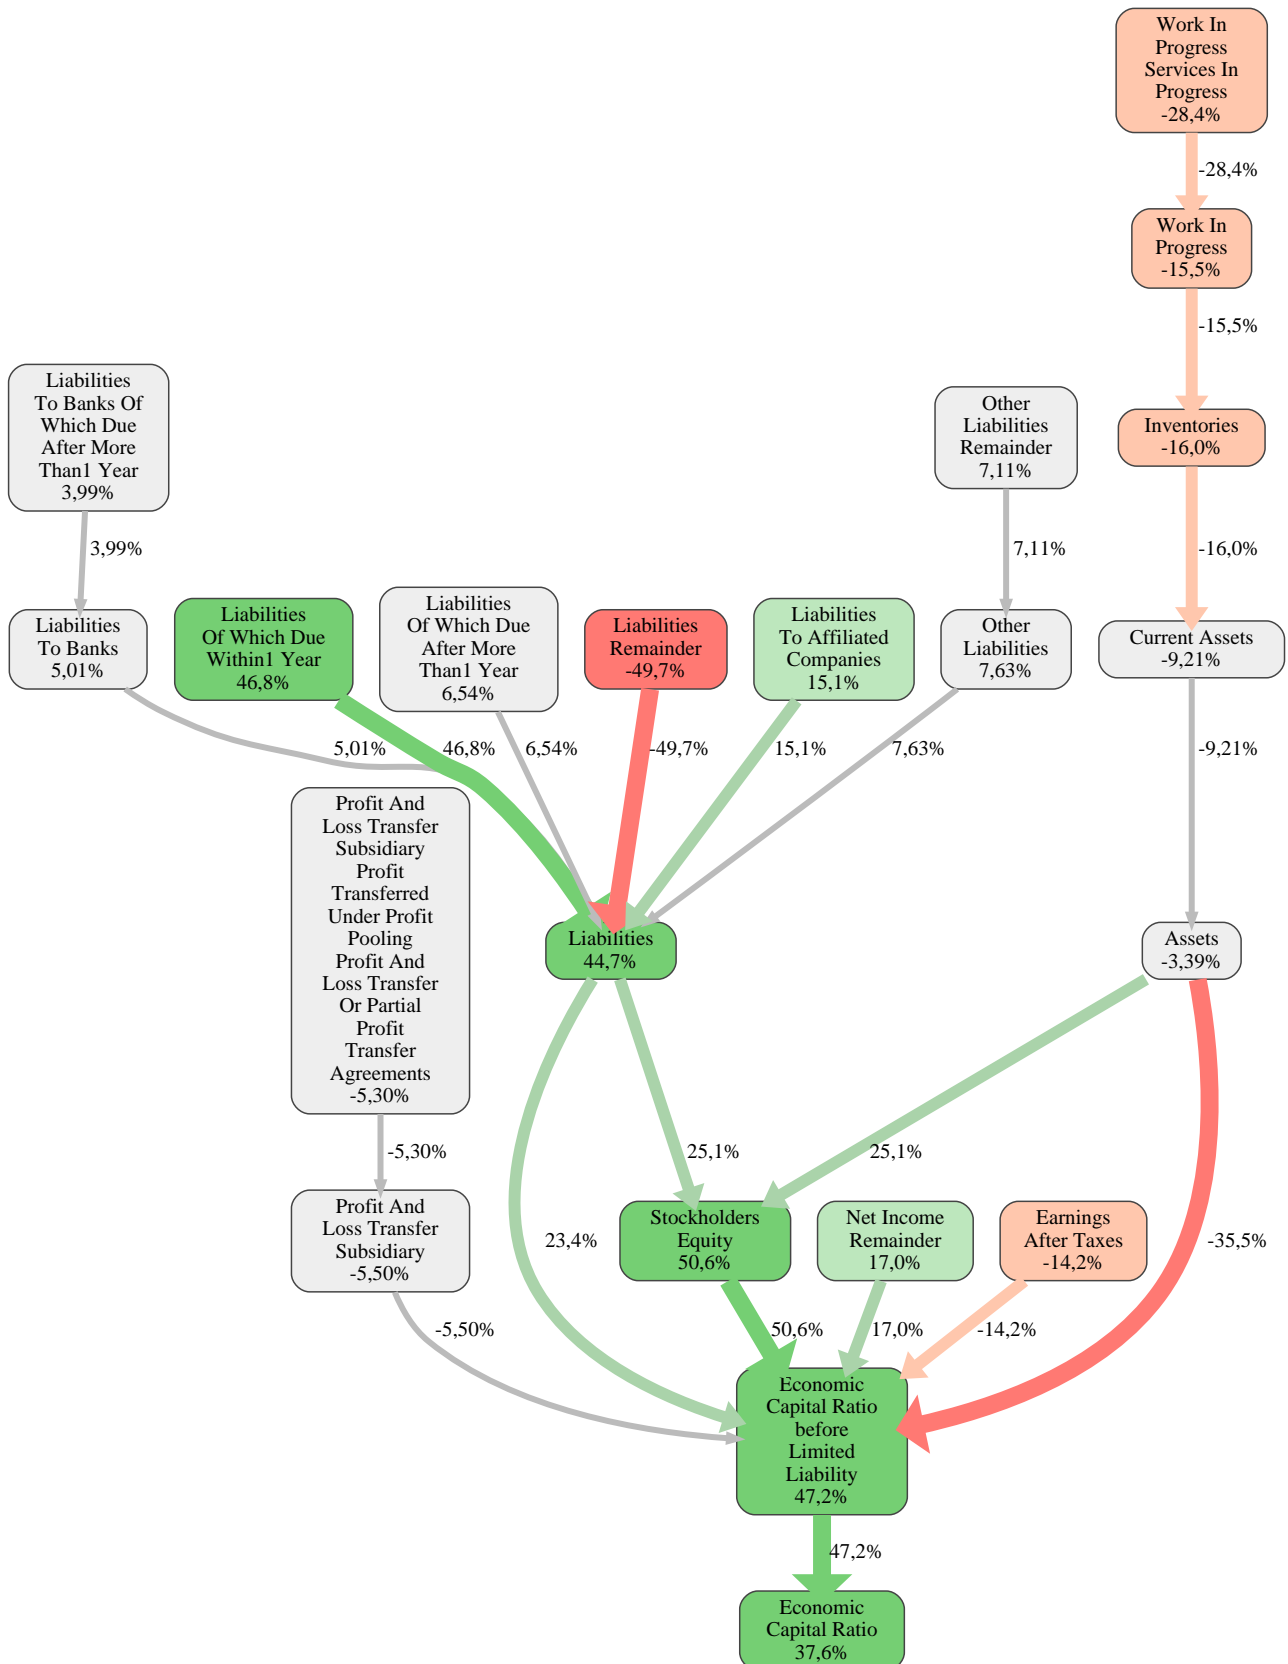 Work In
Progress
Services In
Progress
-28,4%
-28,4%
Work In
Progress
-15,5%
-15,5%
Liabilities
To Banks Of
Which Due
After More
Than1 Year
3,99%
Other
Liabilities
Remainder
7,11%
Inventories
-16,0%
3,99%
7,11%
-16,0%
Liabilities
To Banks
5,01%
Liabilities
Of Which Due
Within1 Year
46,8%
Liabilities
Of Which Due
After More
Than1 Year
6,54%
Liabilities
Remainder
-49,7%
Liabilities
To Affiliated
Companies
15,1%
Other
Liabilities
7,63%
Current Assets
-9,21%
5,01%
46,8%
6,54%
-49,7%
15,1%
7,63%
-9,21%
Profit And
Loss Transfer
Subsidiary
Profit
Transferred
Under Profit
Pooling
Profit And
Loss Transfer
Or Partial
Profit
Transfer
Agreements
-5,30%
Liabilities
44,7%
Assets
-3,39%
-5,30%
25,1%
25,1%
Profit And
Loss Transfer
Subsidiary
-5,50%
23,4%
Stockholders
Equity
50,6%
Net Income
Remainder
17,0%
Earnings
After Taxes
-14,2%
-35,5%
-5,50%
50,6%
17,0%
-14,2%
Economic
Capital Ratio
before
Limited
Liability
47,2%
47,2%
Economic
Capital Ratio
37,6%